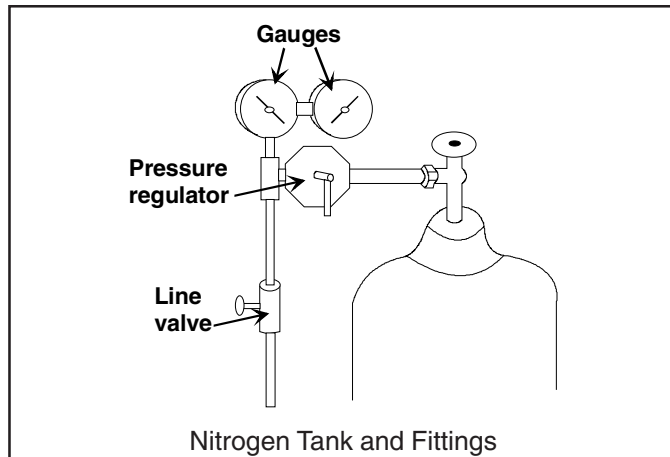 Gauges
Pressure
regulator
Line
valve
Nitrogen Tank and Fittings